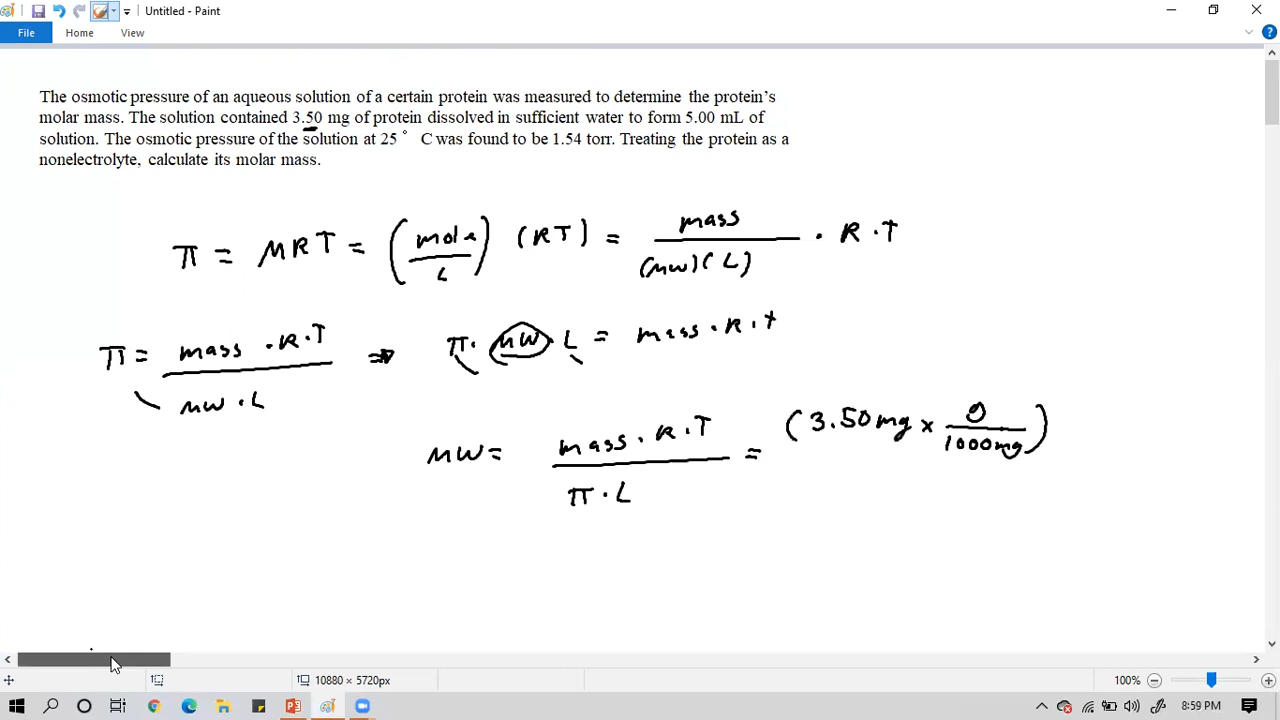 Untitled - Paint
File Home View
The osmotic pressure of an aqueous solution of a certain protein was measured to determine the protein's
molar mass. The solution contained 3.50 mg of protein dissolved in sufficient water to form 5.00 mL of
solution. The osmotic pressure of the solution at 25 ° C was found to be 1.54 torr. Treating the protein as a
nonelectrolyte, calculate its molar mass.
π = MRT = (mole / L) (RT) = mass / (MW)(L) · R · T
π = mass · R · T / MW · L ⇒ π · MW · L = mass · R · T
MW = mass · R · T / π · L = (3.50 mg x g / 1000 mg)
10880 × 5720px 100%
8:59 PM